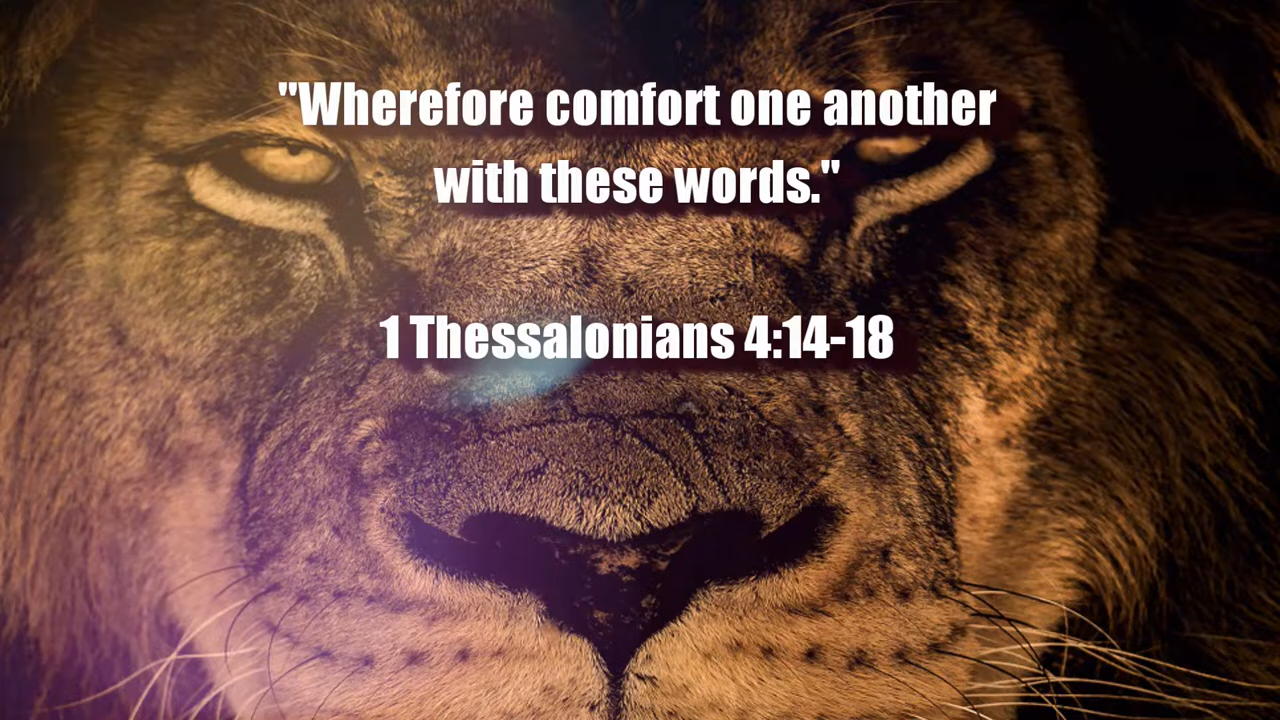 "Wherefore comfort one another
with these words."
1 Thessalonians 4:14-18